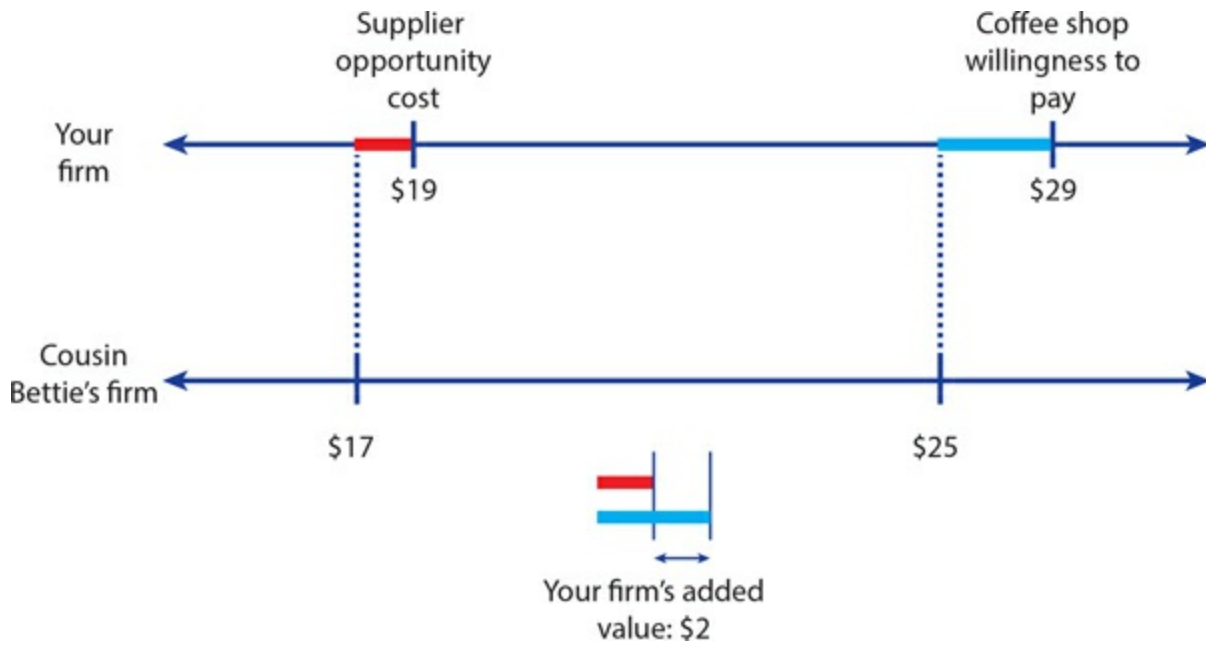 Supplier
opportunity
cost
Coffee shop
willingness to
pay
Your
firm
$19
$29
Cousin
Bettie’s firm
$17
$25
Your firm’s added
value: $2